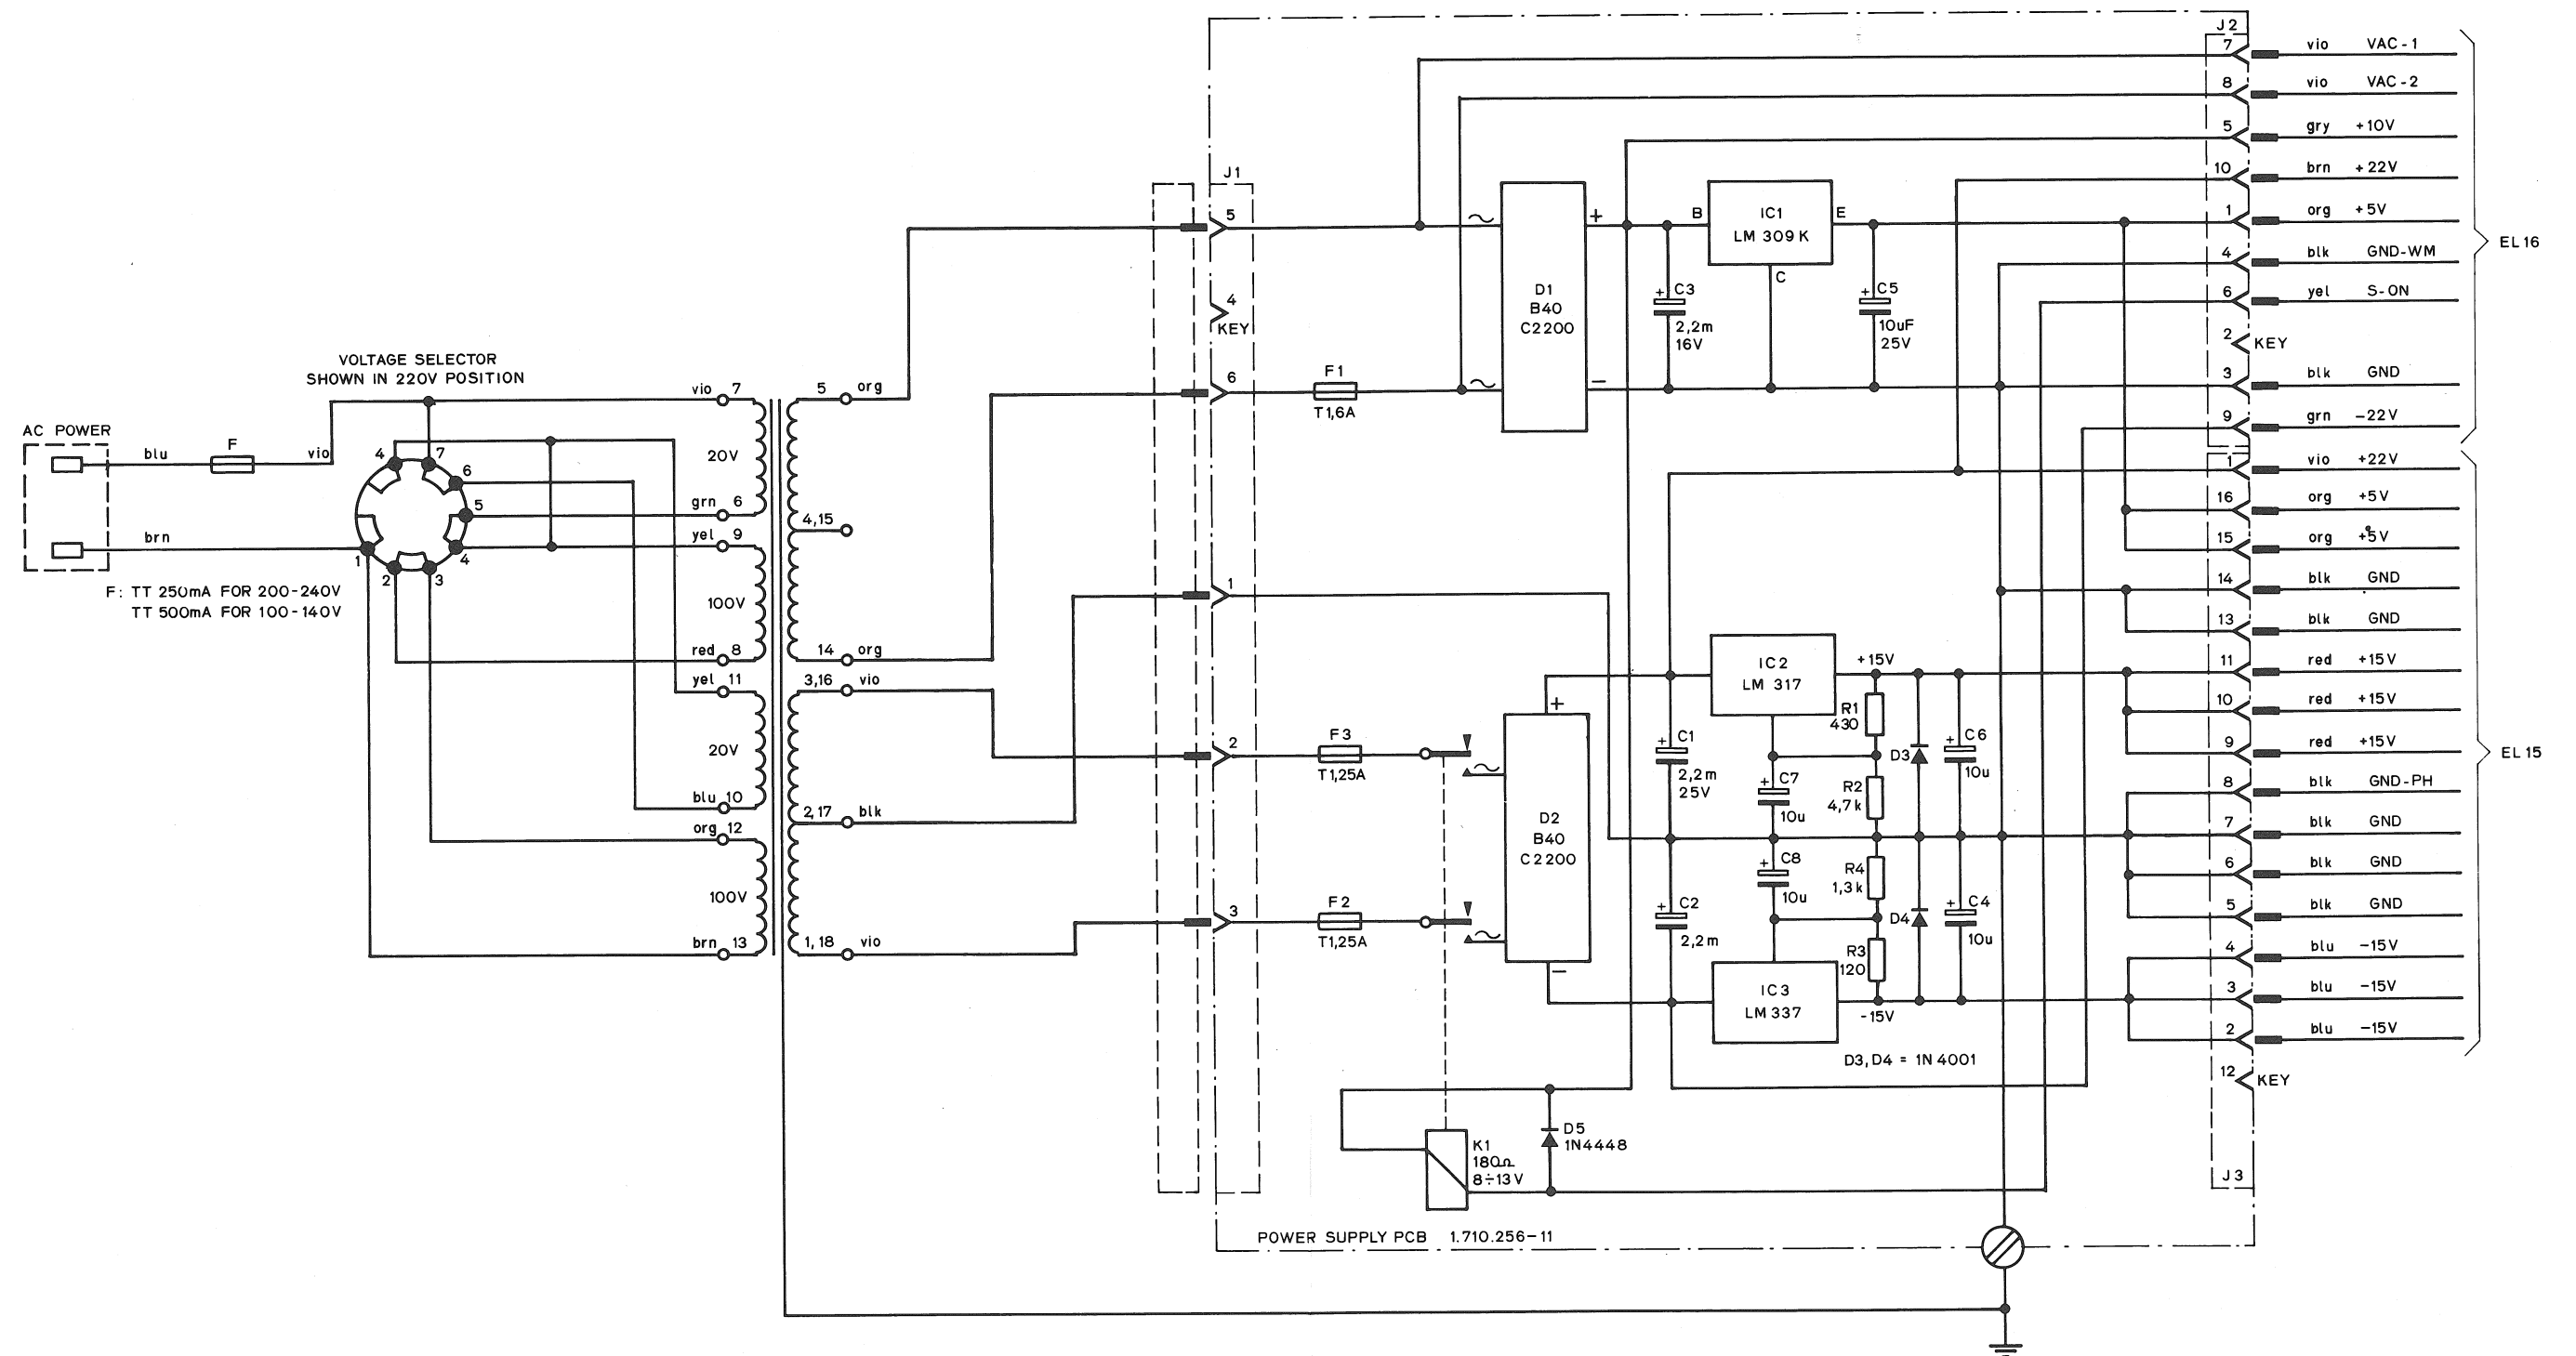 VOLTAGE SELECTOR
SHOWN IN 220V POSITION
AC POWER
blu
F
vio
brn
F: TT 250mA FOR 200-240V
TT 500mA FOR 100-140V
4
7
6
5
4
3
2
1
vio 7
20V
grn 6
yel 9
100V
red 8
yel 11
20V
blu 10
org 12
100V
brn 13
5 org
4,15
14 org
3,16 vio
2,17 blk
1,18 vio
J1
5
4
KEY
6
1
2
3
F1
T1,6A
F3
T1,25A
F2
T1,25A
D1
B40
C2200
+
−
+ C3
2,2m
16V
B
IC1
LM 309K
E
C
+ C5
10uF
25V
D2
B40
C2200
+
−
+ C1
2,2m
25V
+ C2
2,2m
IC2
LM 317
+15V
R1
430
R2
4,7k
+ C7
10u
+ C8
10u
D3
+ C6
10u
R4
1,3k
R3
120
D4
+ C4
10u
IC3
LM 337
-15V
D3,D4 = 1N 4001
K1
180Ω
8÷13V
D5
1N4448
POWER SUPPLY PCB 1.710.256-11
J2
7 vio VAC-1
8 vio VAC-2
5 gry +10V
10 brn +22V
1 org +5V
4 blk GND-WM
6 yel S-ON
2 KEY
3 blk GND
9 grn -22V
EL16
1 vio +22V
16 org +5V
15 org +5V
14 blk GND
13 blk GND
11 red +15V
10 red +15V
9 red +15V
8 blk GND-PH
7 blk GND
6 blk GND
5 blk GND
4 blu -15V
3 blu -15V
2 blu -15V
12 KEY
EL15
J3